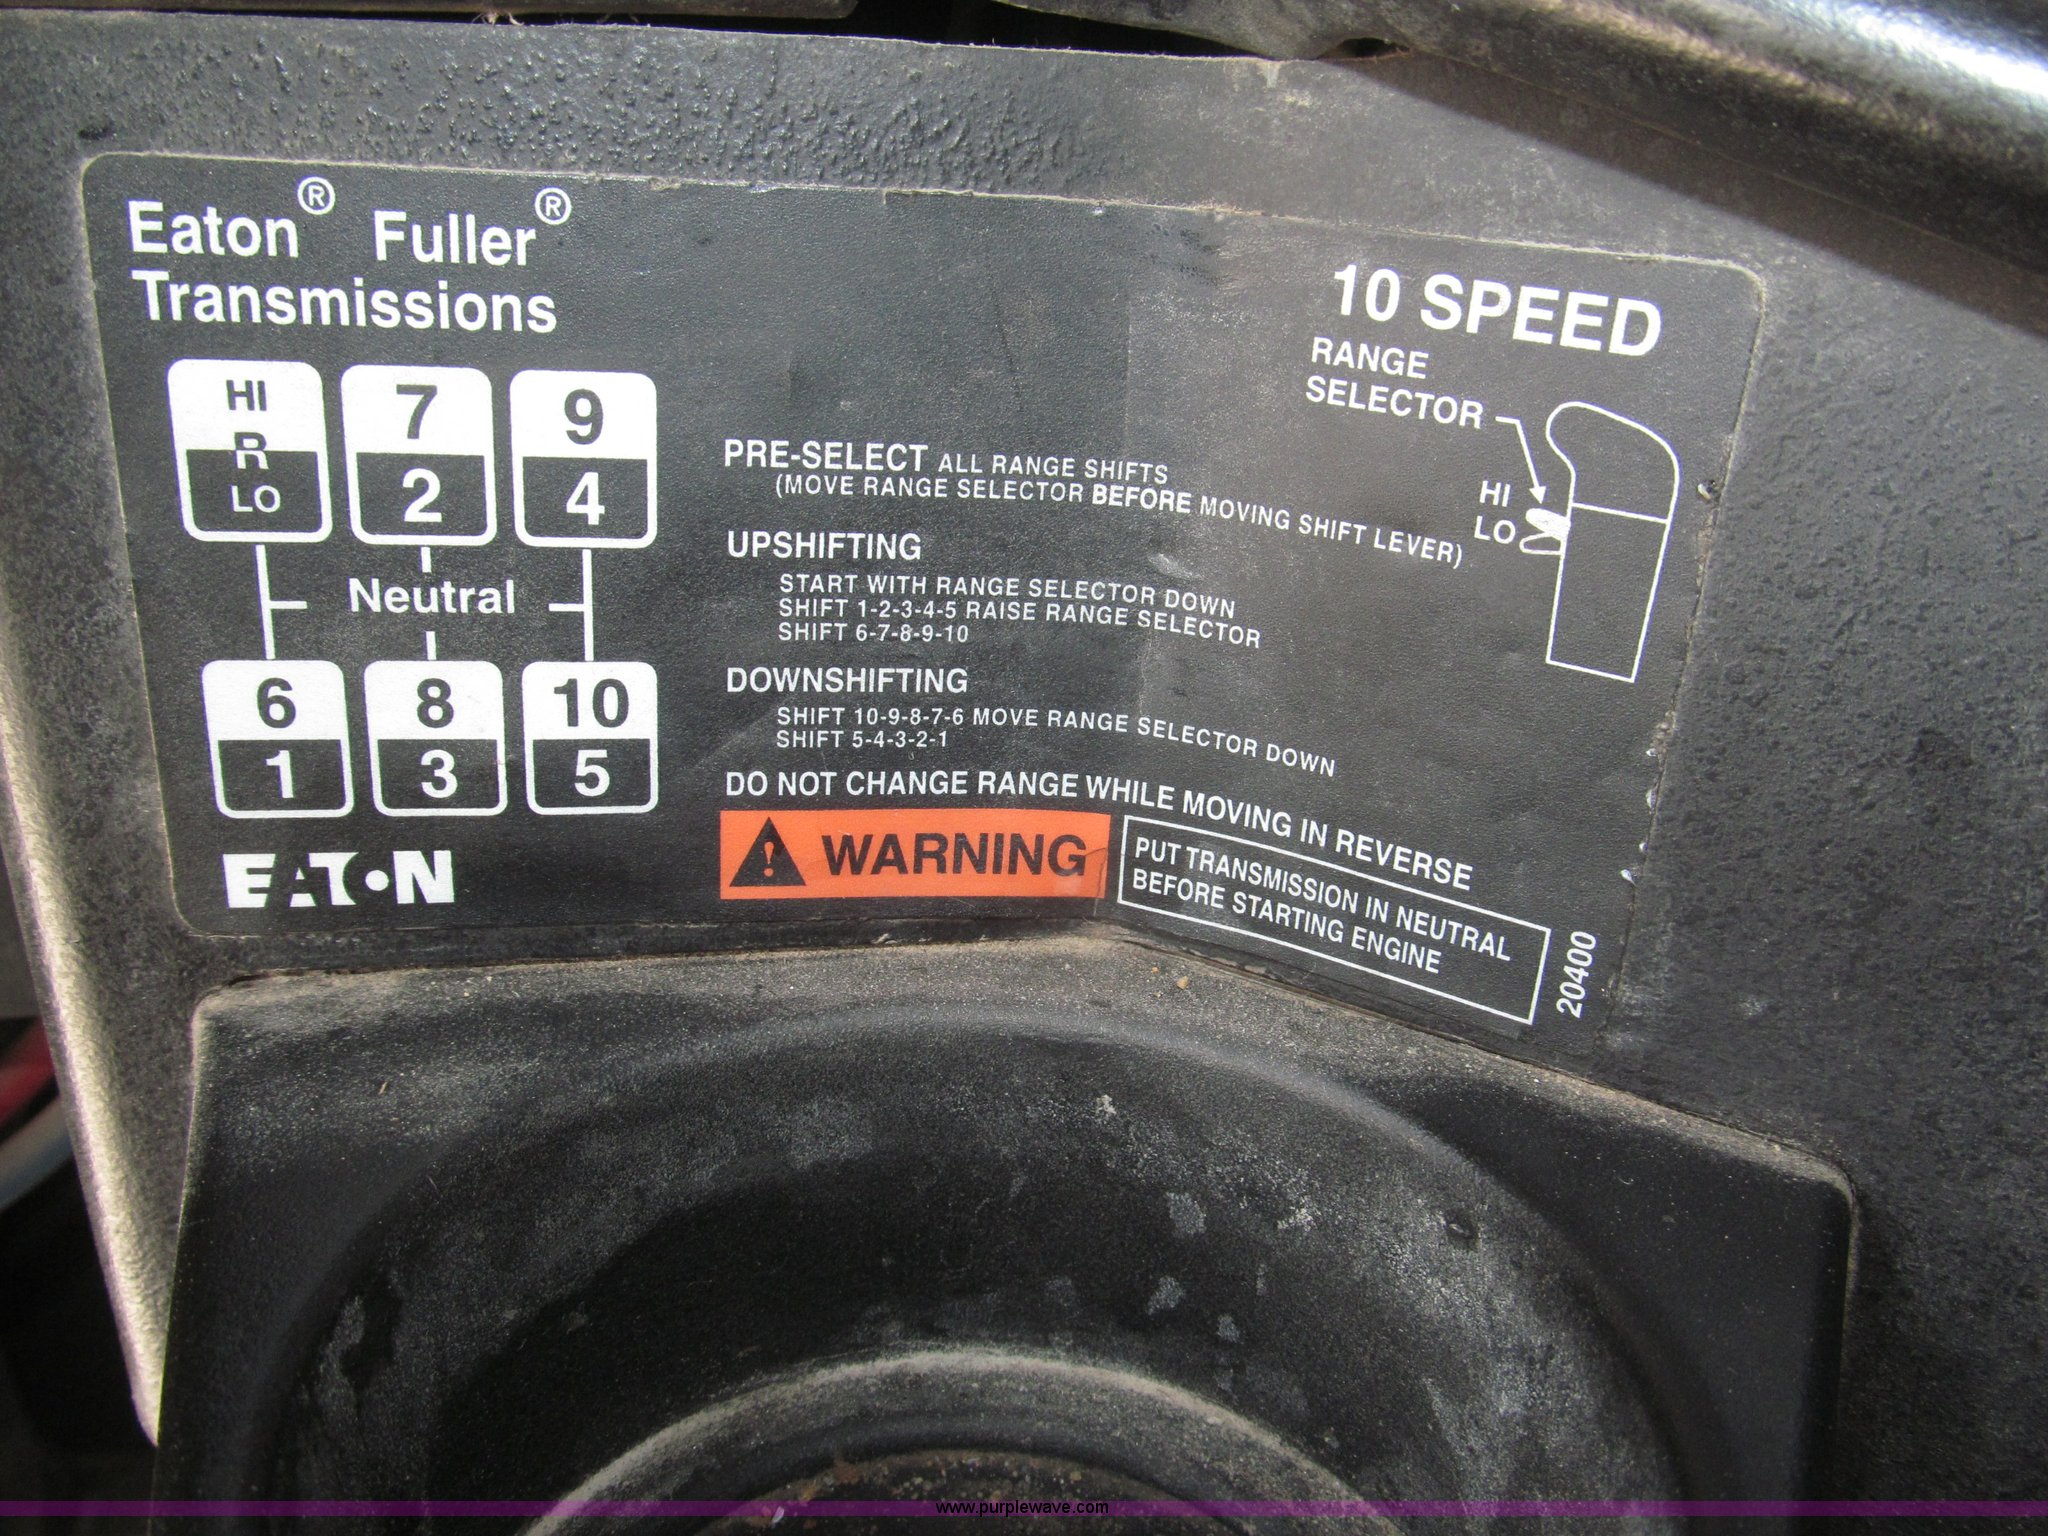 Eaton® Fuller®
Transmissions
HI
R
LO
7
2
9
4
Neutral
6
1
8
3
10
5
EATON
10 SPEED
RANGE
SELECTOR
HI
LO
PRE-SELECT ALL RANGE SHIFTS
(MOVE RANGE SELECTOR BEFORE MOVING SHIFT LEVER)
UPSHIFTING
START WITH RANGE SELECTOR DOWN
SHIFT 1-2-3-4-5 RAISE RANGE SELECTOR
SHIFT 6-7-8-9-10
DOWNSHIFTING
SHIFT 10-9-8-7-6 MOVE RANGE SELECTOR DOWN
SHIFT 5-4-3-2-1
DO NOT CHANGE RANGE WHILE MOVING IN REVERSE
! WARNING
PUT TRANSMISSION IN NEUTRAL
BEFORE STARTING ENGINE
20400
www.purplewave.com